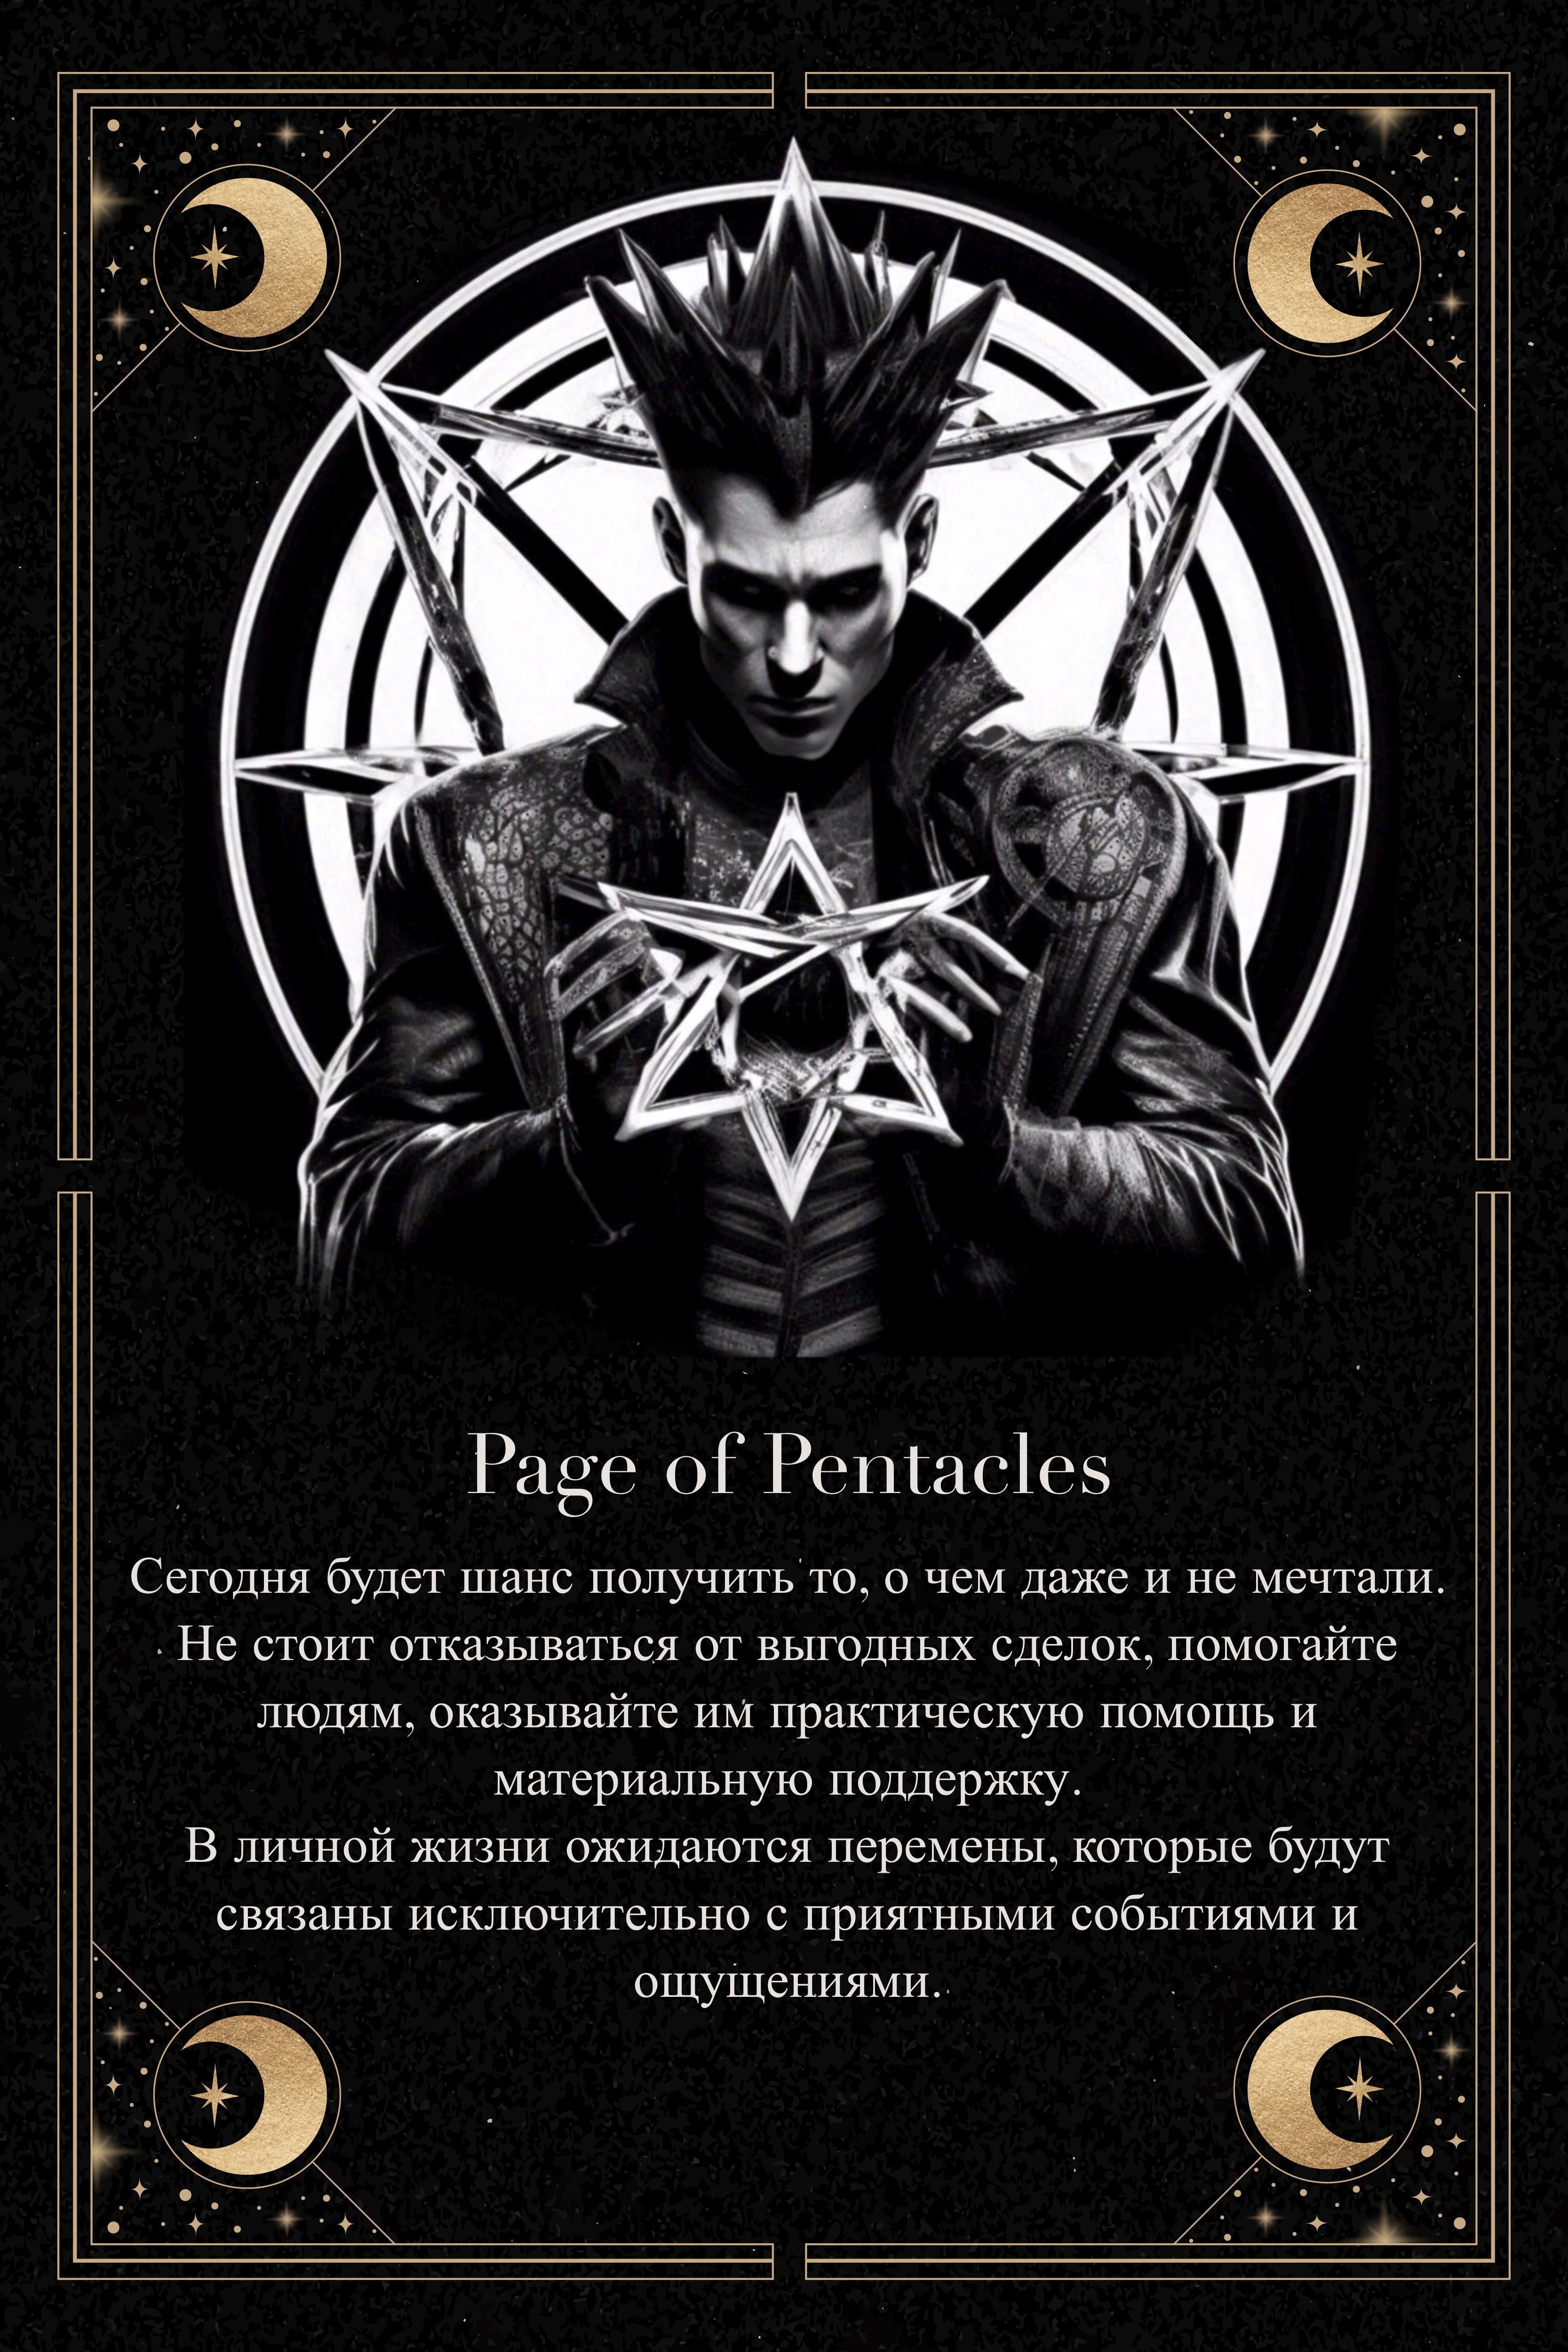 Page of Pentacles
Сегодня будет шанс получить то, о чем даже и не мечтали.
Не стоит отказываться от выгодных сделок, помогайте
людям, оказывайте им практическую помощь и
материальную поддержку.
В личной жизни ожидаются перемены, которые будут
связаны исключительно с приятными событиями и
ощущениями.